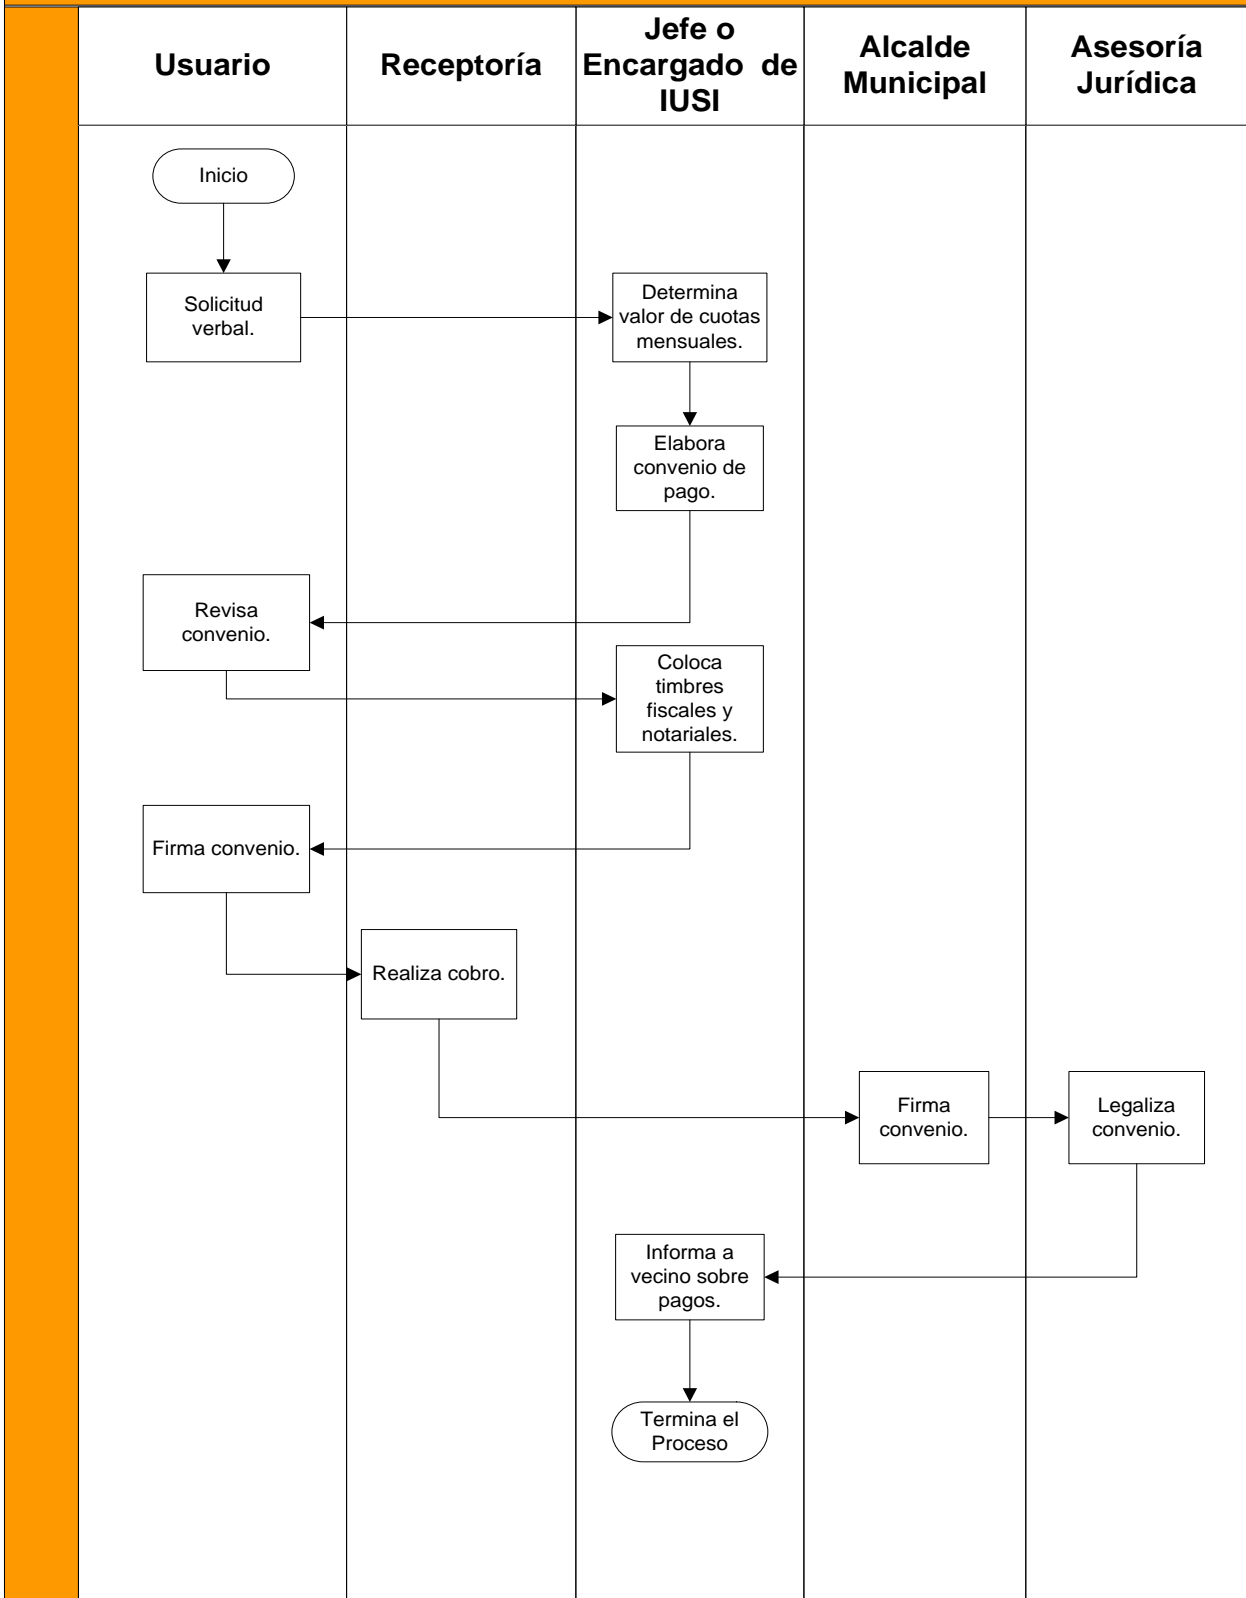 Usuario
Receptoría
Jefe o
Encargado de
IUSI
Alcalde
Municipal
Asesoría
Jurídica
Inicio
Solicitud
verbal.
Determina
valor de cuotas
mensuales.
Elabora
convenio de
pago.
Revisa
convenio.
Coloca
timbres
fiscales y
notariales.
Firma convenio.
Realiza cobro.
Firma
convenio.
Legaliza
convenio.
Informa a
vecino sobre
pagos.
Termina el
Proceso